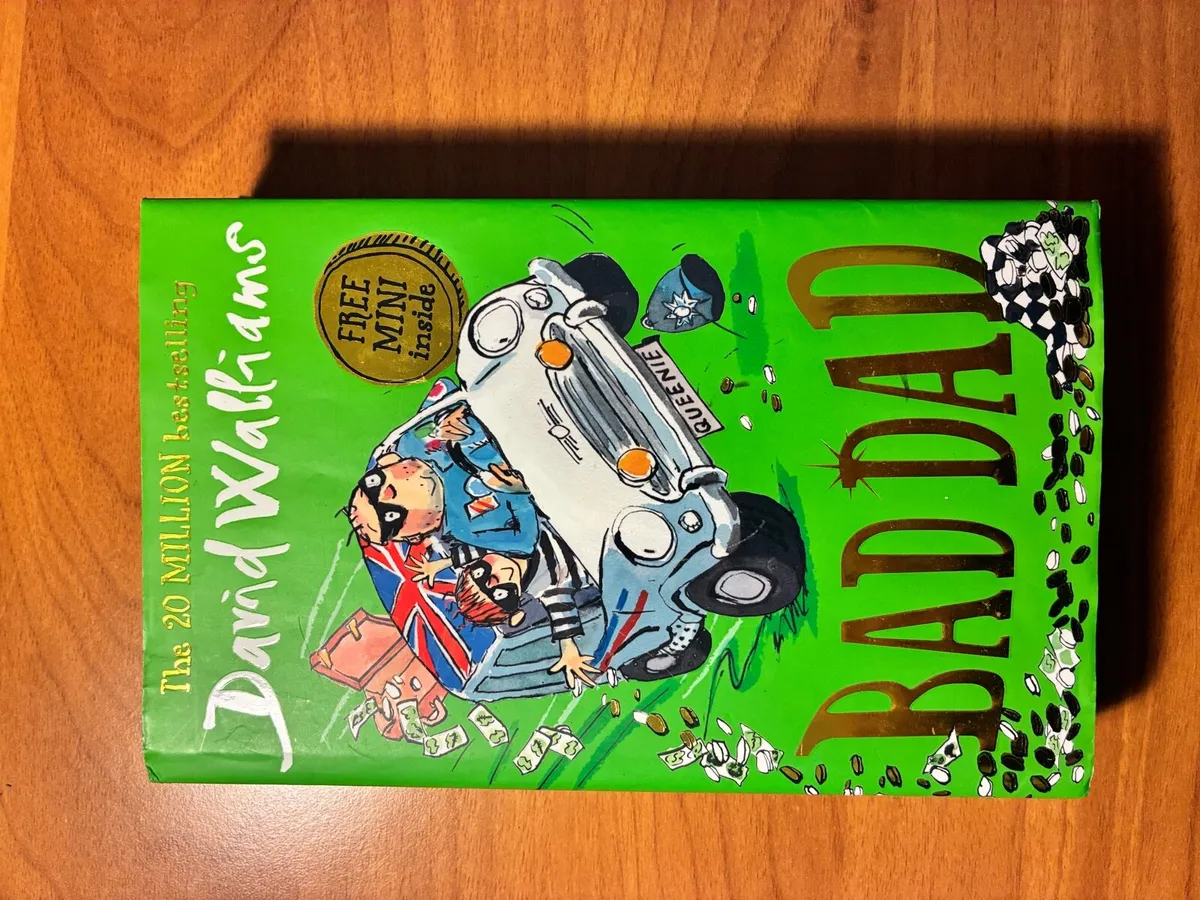 The 20 MILLION bestselling
David Walliams
FREE
MINI
inside
QUEENIE
BAD DAD